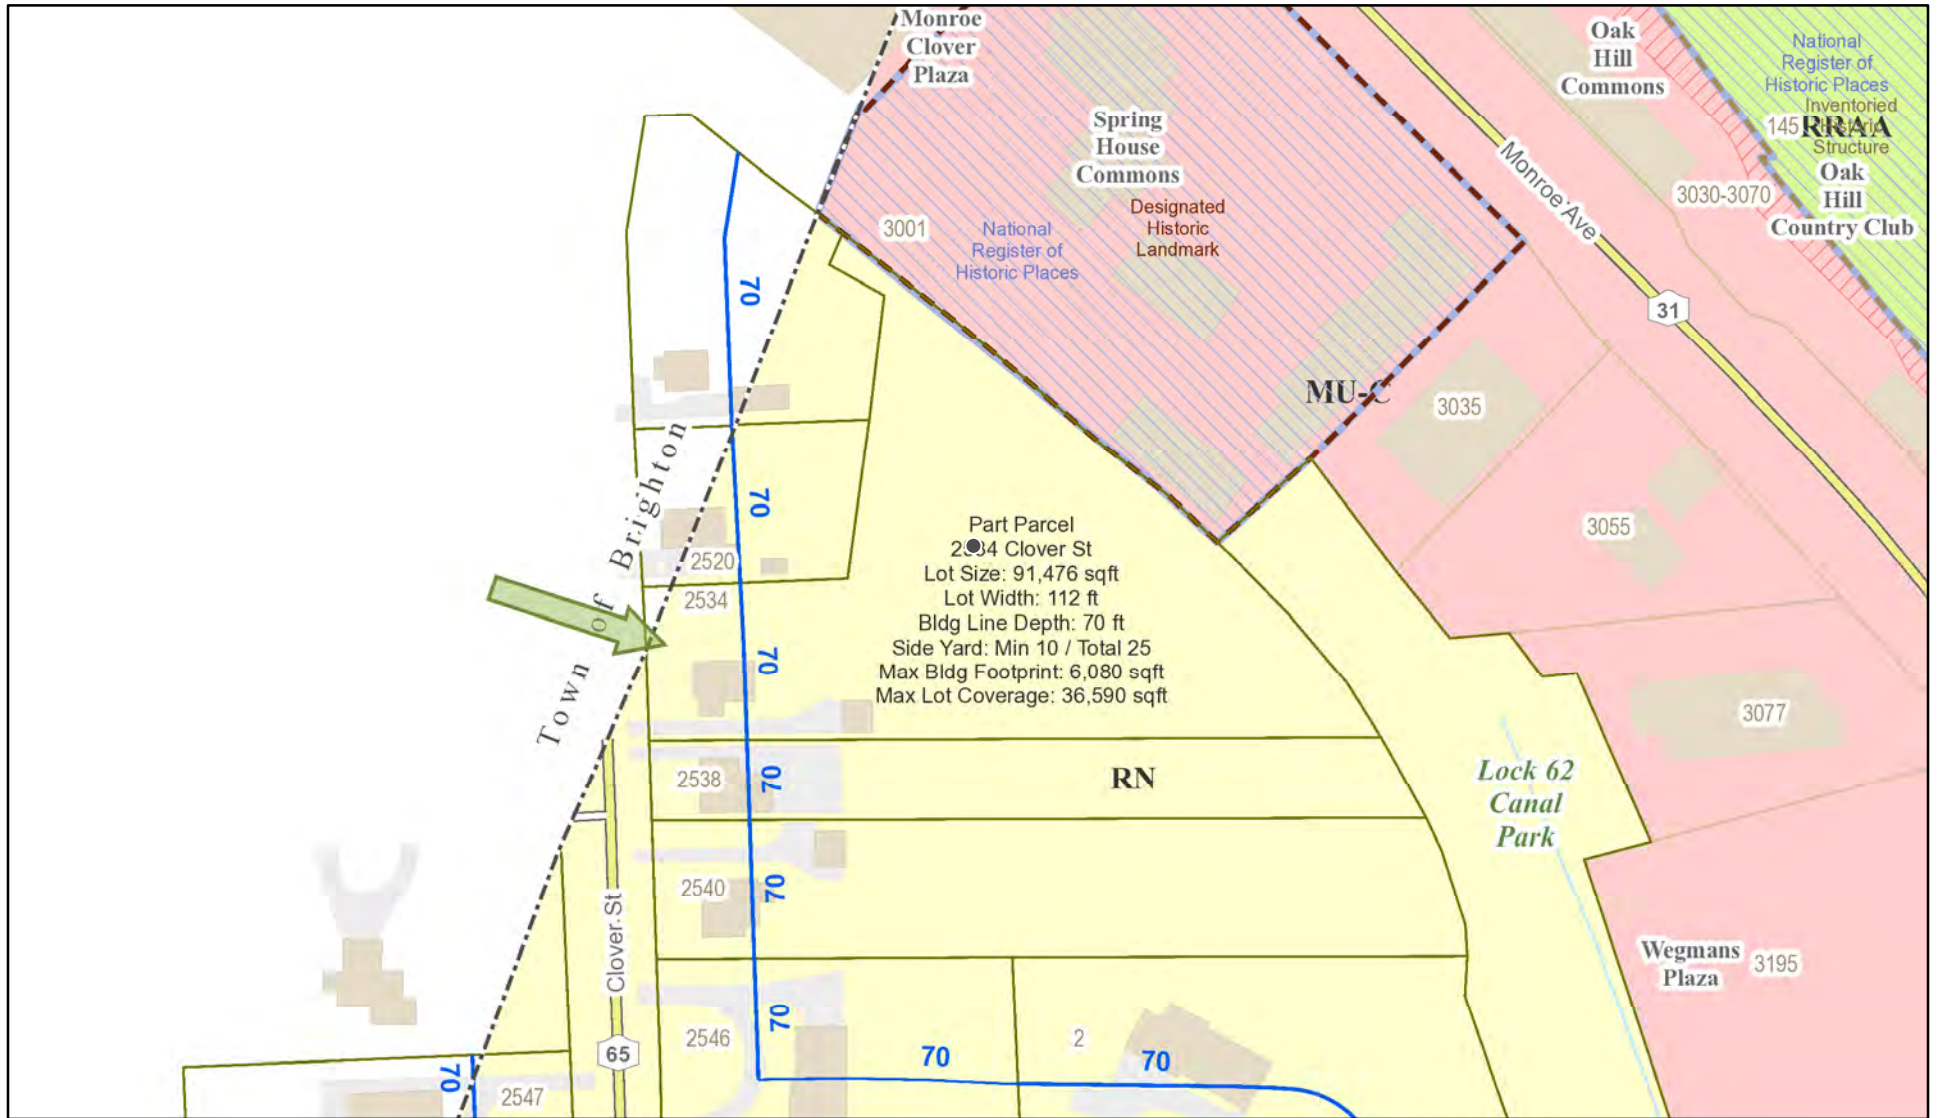 Monroe
Clover
Plaza
Oak
Hill
Commons
National
Register of
Historic Places
Inventoried
Historic
Structure
145
RRAA
Oak
Hill
Country Club
Spring
House
Commons
Designated
Historic
Landmark
3001
National
Register of
Historic Places
Monroe Ave
3030-3070
31
70
MU-C
3035
Town of Brighton
70
3055
Part Parcel
2534 Clover St
Lot Size: 91,476 sqft
Lot Width: 112 ft
Bldg Line Depth: 70 ft
Side Yard: Min 10 / Total 25
Max Bldg Footprint: 6,080 sqft
Max Lot Coverage: 36,590 sqft
2520
2534
70
3077
2538
70
RN
Lock 62
Canal
Park
2540
70
Clover St
Wegmans
Plaza
3195
70
2546
70
2
70
65
70
2547